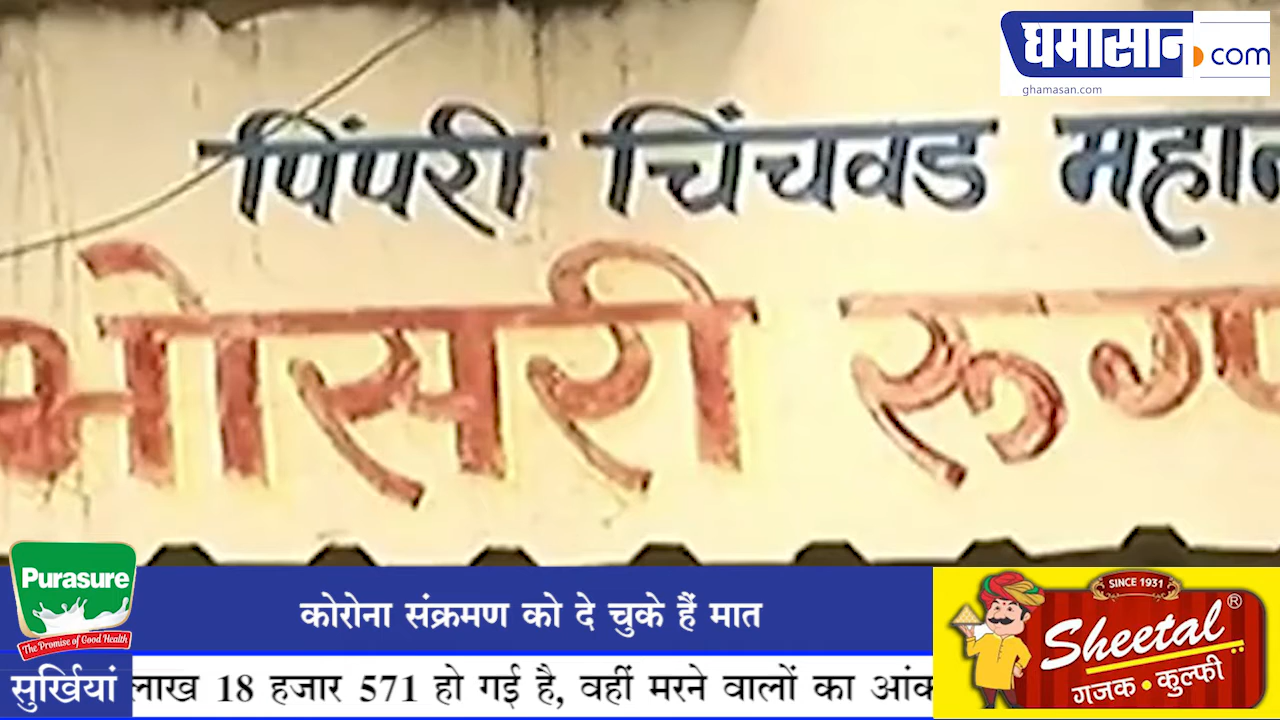 घमासान.com
ghamasan.com
पिंपरी चिंचवड
भोसरी
Purasure
The Promise of Good Health
कोरोना संक्रमण को दे चुके हैं मात
SINCE 1931
Sheetal®
गजक • कुल्फी
सुर्खियां लाख 18 हजार 571 हो गई है, वहीं मरने वालों का